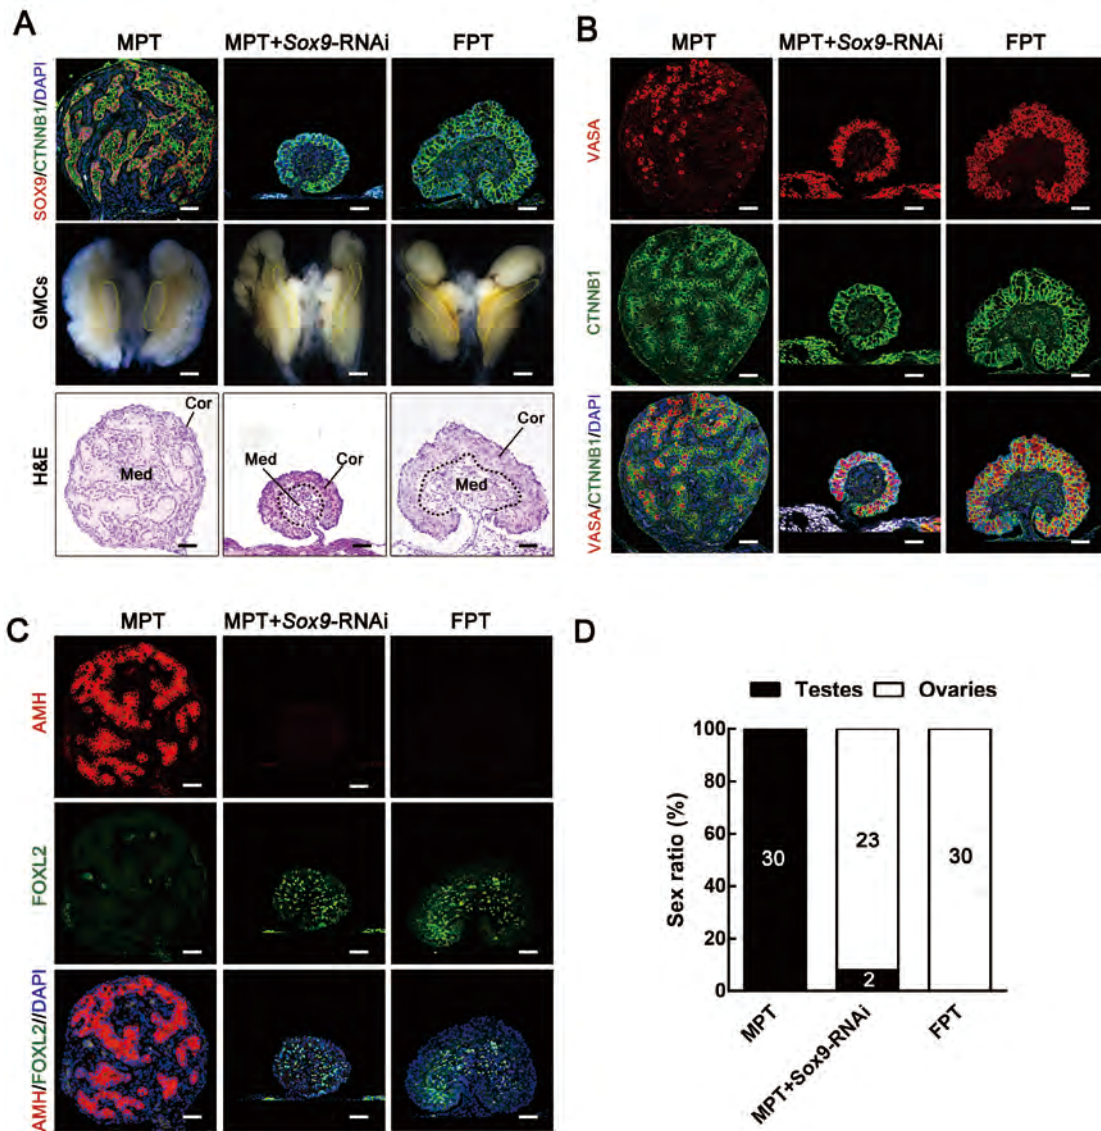 A
MPT MPT+Sox9-RNAi FPT
SOX9/CTNNB1/DAPI
GMCs
H&E
Cor
Med
Med
Cor
Cor
Med
B
MPT MPT+Sox9-RNAi FPT
VASA
CTNNB1
VASA/CTNNB1/DAPI
C
MPT MPT+Sox9-RNAi FPT
AMH
FOXL2
AMH/FOXL2//DAPI
D
Testes Ovaries
Sex ratio (%)
100
80
60
40
20
0
30
23
2
30
MPT
MPT+Sox9-RNAi
FPT